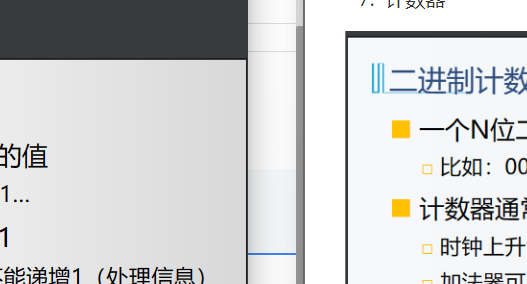 的值
1...
1
能递增1（处理信息）
7. 计数器
二进制计数
一个N位二
比如：00
计数器通常
时钟上升
加法器可